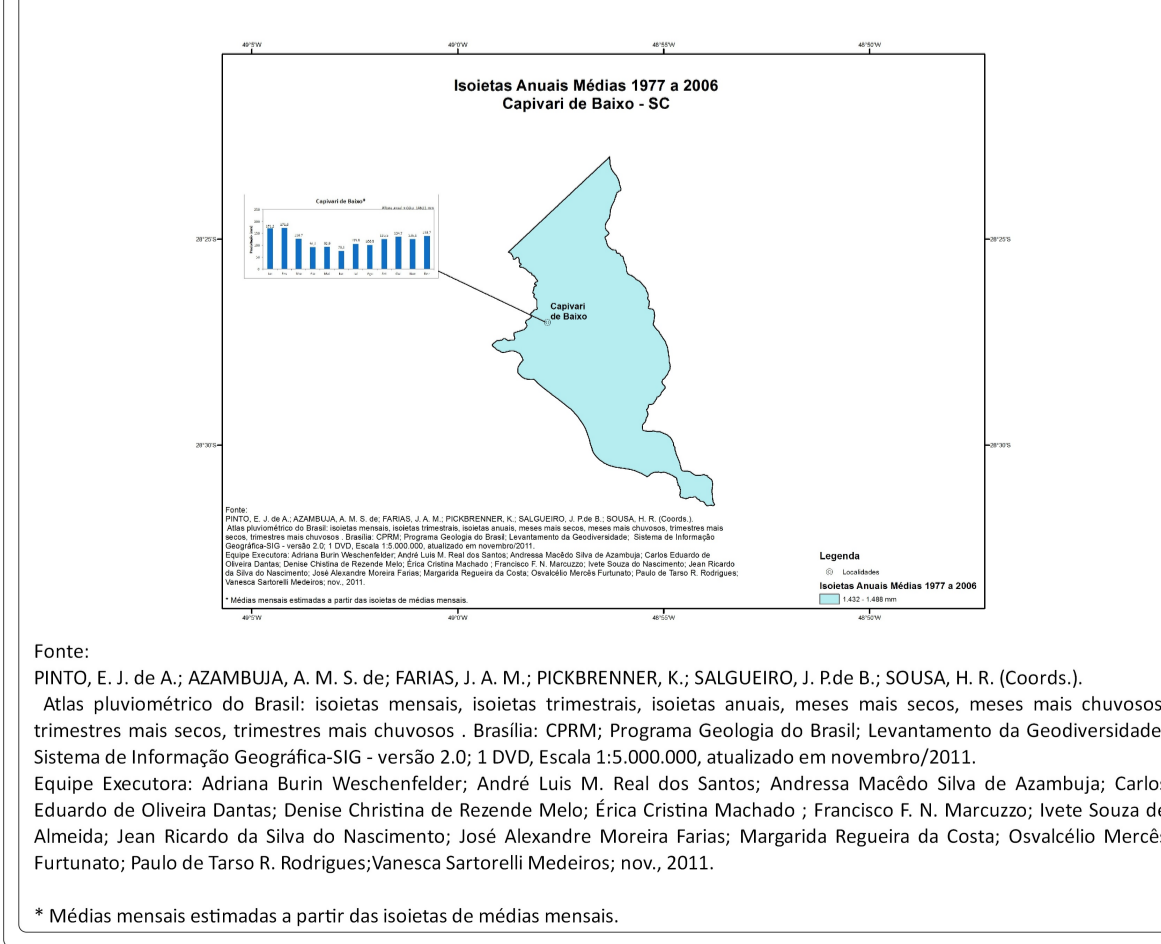 49°5'W 49°0'W 48°55'W 48°50'W
Isoietas Anuais Médias 1977 a 2006
Capivari de Baixo - SC
Capivari de Baixo*
28°25'S 28°25'S
Capivari
de Baixo
28°30'S 28°30'S
Fonte:
PINTO, E. J. de A.; AZAMBUJA, A. M. S. de; FARIAS, J. A. M.; PICKBRENNER, K.; SALGUEIRO, J. P.de B.; SOUSA, H. R. (Coords.).
Atlas pluviométrico do Brasil: isoietas mensais, isoietas trimestrais, isoietas anuais, meses mais secos, meses mais chuvosos, trimestres mais
secos, trimestres mais chuvosos . Brasília: CPRM; Programa Geologia do Brasil; Levantamento da Geodiversidade; Sistema de Informação
Geográfica-SIG - versão 2.0; 1 DVD, Escala 1:5.000.000, atualizado em novembro/2011.
Equipe Executora: Adriana Burin Weschenfelder; André Luis M. Real dos Santos; Andressa Macêdo Silva de Azambuja; Carlos Eduardo de
Oliveira Dantas; Denise Chistina de Rezende Melo; Érica Cristina Machado ; Francisco F. N. Marcuzzo; Ivete Souza do Nascimento; Jean Ricardo
da Silva do Nascimento; José Alexandre Moreira Farias; Margarida Regueira da Costa; Osvalcélio Mercês Furtunato; Paulo de Tarso R. Rodrigues;
Vanesca Sartorelli Medeiros; nov., 2011.
* Médias mensais estimadas a partir das isoietas de médias mensais.
Legenda
Localidades
Isoietas Anuais Médias 1977 a 2006
1.432 - 1.488 mm
49°5'W 49°0'W 48°55'W 48°50'W
Fonte:
PINTO, E. J. de A.; AZAMBUJA, A. M. S. de; FARIAS, J. A. M.; PICKBRENNER, K.; SALGUEIRO, J. P.de B.; SOUSA, H. R. (Coords.).
Atlas pluviométrico do Brasil: isoietas mensais, isoietas trimestrais, isoietas anuais, meses mais secos, meses mais chuvosos
trimestres mais secos, trimestres mais chuvosos . Brasília: CPRM; Programa Geologia do Brasil; Levantamento da Geodiversidade
Sistema de Informação Geográfica-SIG - versão 2.0; 1 DVD, Escala 1:5.000.000, atualizado em novembro/2011.
Equipe Executora: Adriana Burin Weschenfelder; André Luis M. Real dos Santos; Andressa Macêdo Silva de Azambuja; Carlos
Eduardo de Oliveira Dantas; Denise Christina de Rezende Melo; Érica Cristina Machado ; Francisco F. N. Marcuzzo; Ivete Souza de
Almeida; Jean Ricardo da Silva do Nascimento; José Alexandre Moreira Farias; Margarida Regueira da Costa; Osvalcélio Mercês
Furtunato; Paulo de Tarso R. Rodrigues;Vanesca Sartorelli Medeiros; nov., 2011.
* Médias mensais estimadas a partir das isoietas de médias mensais.